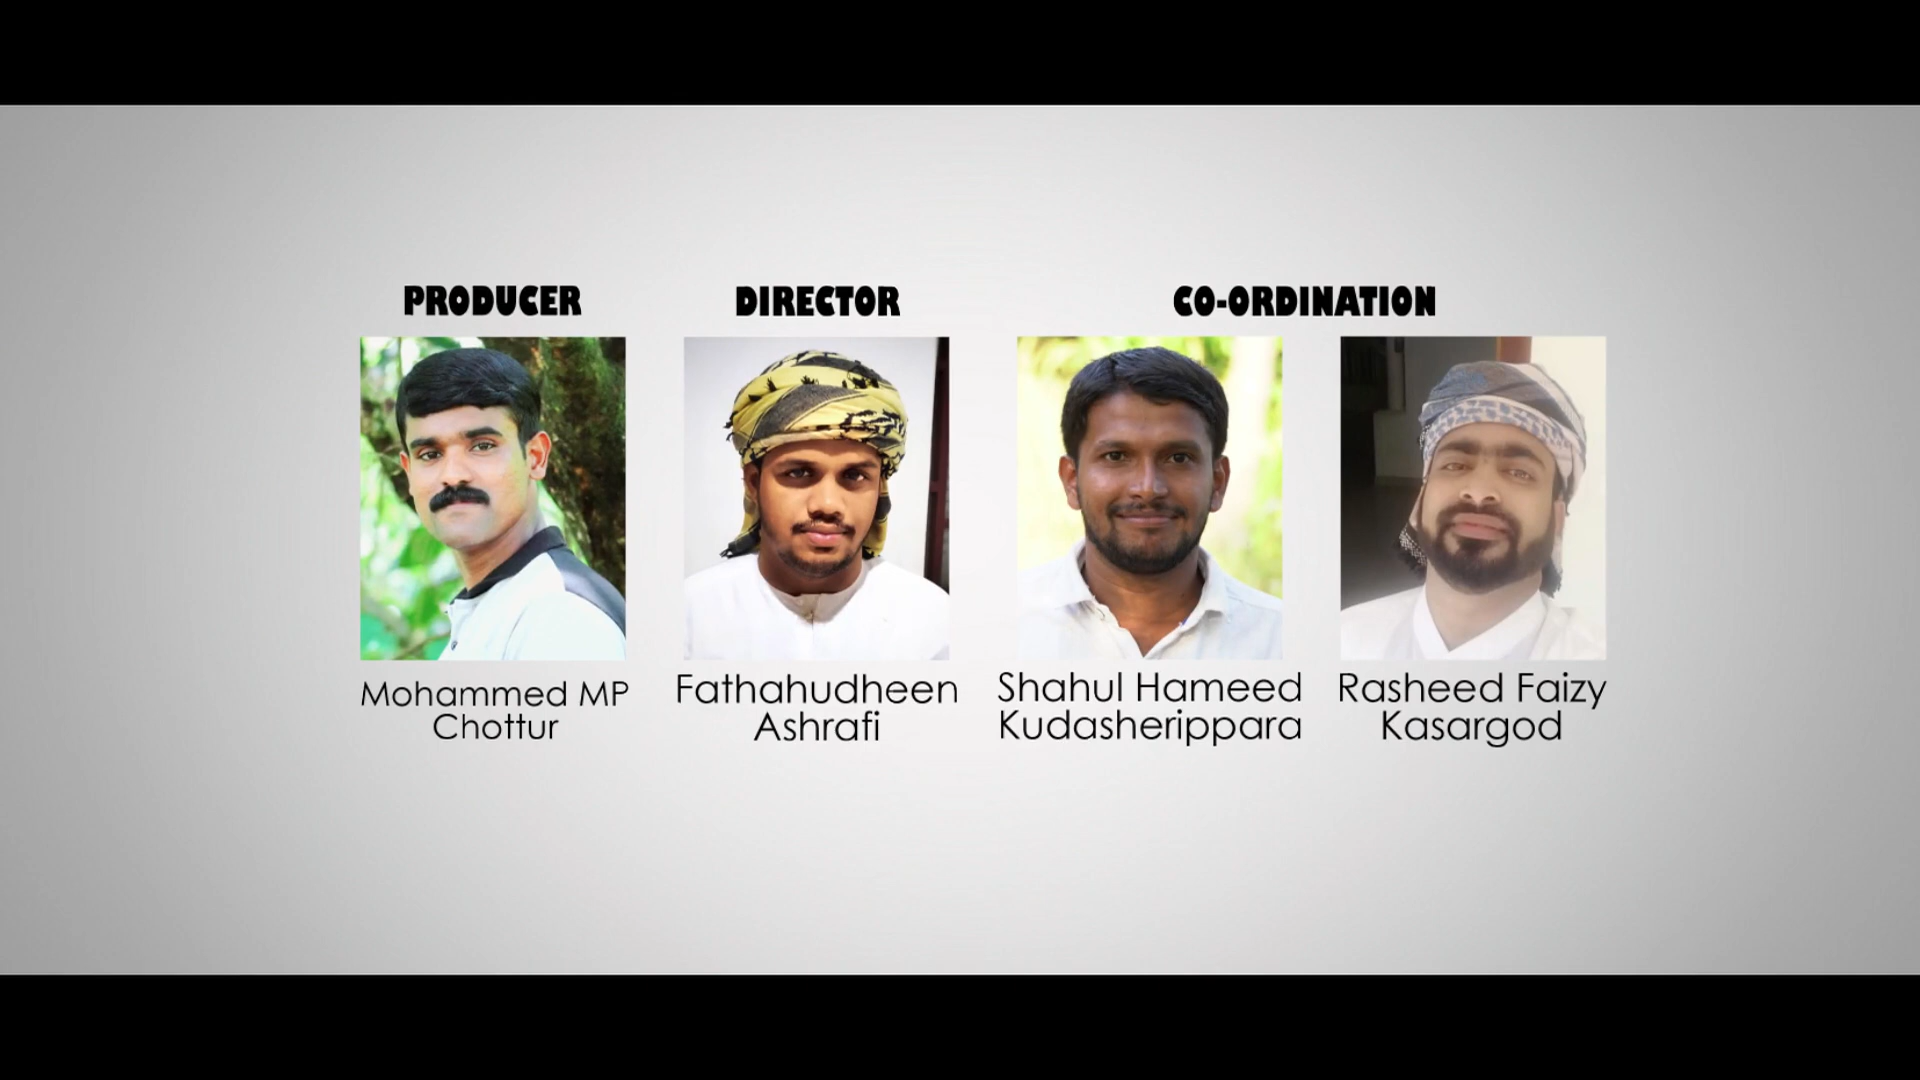 PRODUCER
DIRECTOR
CO-ORDINATION
Mohammed MP
Chottur
Fathahudheen
Ashrafi
Shahul Hameed
Kudasherippara
Rasheed Faizy
Kasargod